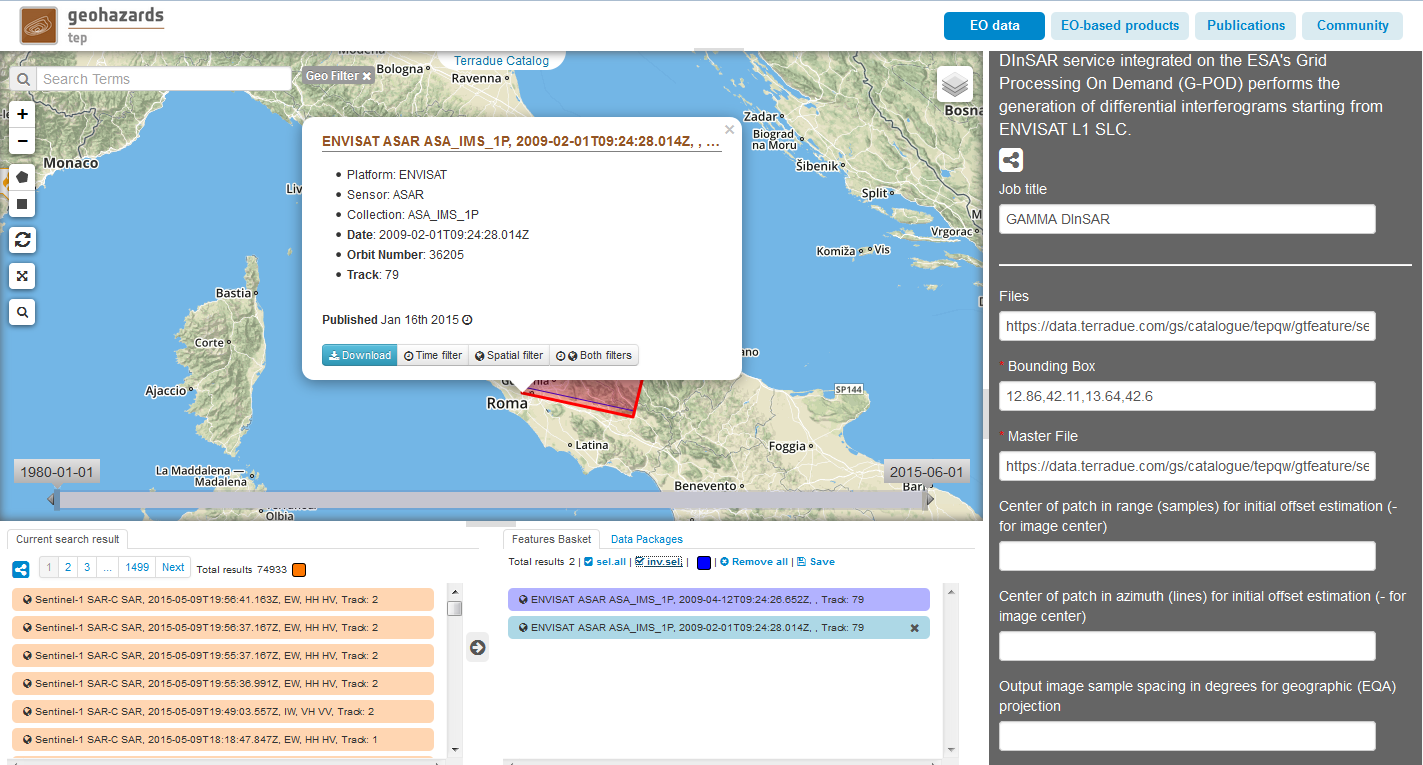 geohazards
tep
EO data
EO-based products
Publications
Community
Search Terms
Geo Filter ×
Terradue Catalog
Bologna
Ravenna
Monaco
Zadar
Biograd
na Moru
Šibenik
Split
Bosna
Vrgorac
Komiža
Vis
Bastia
Corte
Ajaccio
La Maddalena —
Madalena
Olbia
Roma
Latina
Foggia
SP144
Benevento
Bari
+
−
ENVISAT ASAR ASA_IMS_1P, 2009-02-01T09:24:28.014Z, , ...
×
Platform: ENVISAT
Sensor: ASAR
Collection: ASA_IMS_1P
Date: 2009-02-01T09:24:28.014Z
Orbit Number: 36205
Track: 79
Published Jan 16th 2015
Download Time filter Spatial filter Both filters
1980-01-01
2015-06-01
Current search result
1 2 3 ... 1499 Next Total results 74933
Sentinel-1 SAR-C SAR, 2015-05-09T19:56:41.163Z, EW, HH HV, Track: 2
Sentinel-1 SAR-C SAR, 2015-05-09T19:56:37.167Z, EW, HH HV, Track: 2
Sentinel-1 SAR-C SAR, 2015-05-09T19:55:37.167Z, EW, HH HV, Track: 2
Sentinel-1 SAR-C SAR, 2015-05-09T19:55:36.991Z, EW, HH HV, Track: 2
Sentinel-1 SAR-C SAR, 2015-05-09T19:49:03.557Z, IW, VH VV, Track: 2
Sentinel-1 SAR-C SAR, 2015-05-09T18:18:47.847Z, EW, HH HV, Track: 1
Features Basket
Data Packages
Total results 2 | sel.all | inv.sel. | Remove all | Save
ENVISAT ASAR ASA_IMS_1P, 2009-04-12T09:24:26.652Z, , Track: 79
ENVISAT ASAR ASA_IMS_1P, 2009-02-01T09:24:28.014Z, , Track: 79
DInSAR service integrated on the ESA's Grid
Processing On Demand (G-POD) performs the
generation of differential interferograms starting from
ENVISAT L1 SLC.
Job title
GAMMA DInSAR
Files
https://data.terradue.com/gs/catalogue/tepqw/gtfeature/se
* Bounding Box
12.86,42.11,13.64,42.6
* Master File
https://data.terradue.com/gs/catalogue/tepqw/gtfeature/se
Center of patch in range (samples) for initial offset estimation (-
for image center)
Center of patch in azimuth (lines) for initial offset estimation (- for
image center)
Output image sample spacing in degrees for geographic (EQA)
projection